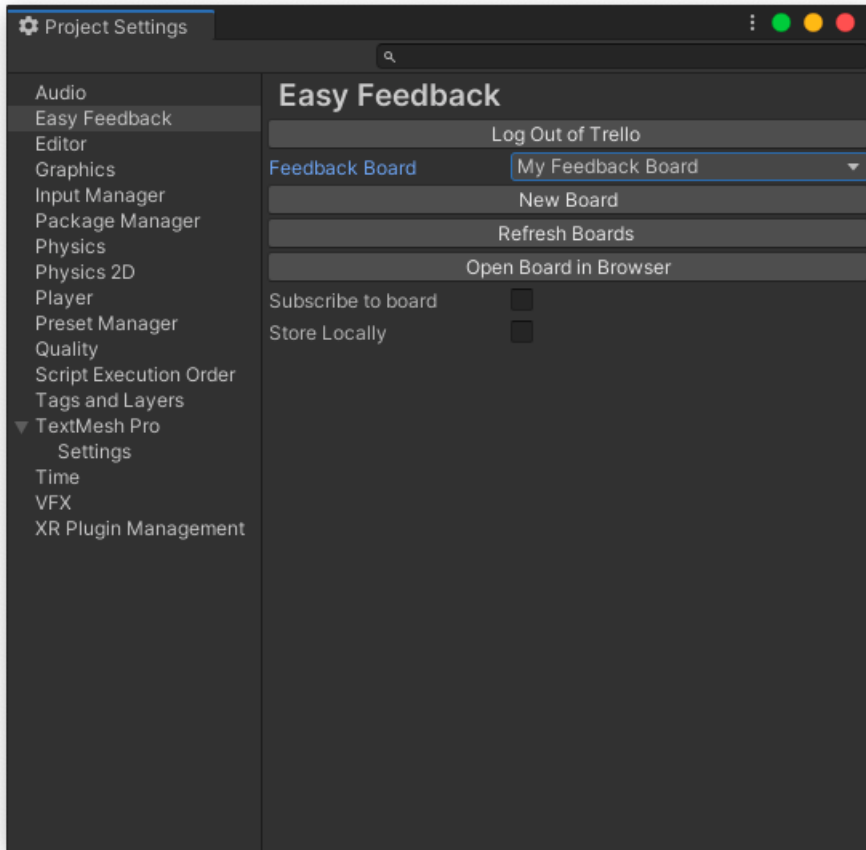 Project Settings
Audio
Easy Feedback
Editor
Graphics
Input Manager
Package Manager
Physics
Physics 2D
Player
Preset Manager
Quality
Script Execution Order
Tags and Layers
TextMesh Pro
Settings
Time
VFX
XR Plugin Management
Easy Feedback
Log Out of Trello
Feedback Board My Feedback Board
New Board
Refresh Boards
Open Board in Browser
Subscribe to board
Store Locally